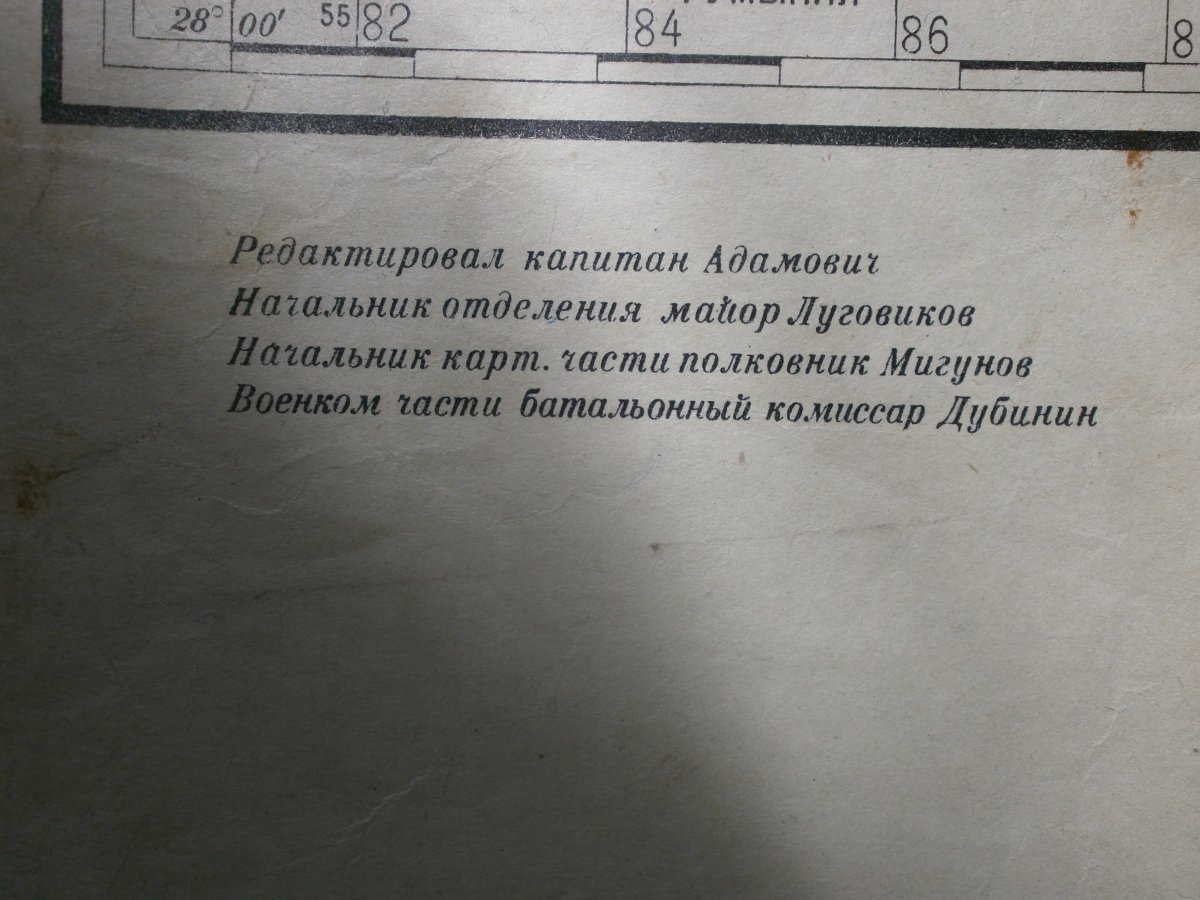 28° 00' 55 82 84 86 8
Редактировал капитан Адамович
Начальник отделения майор Луговиков
Начальник карт. части полковник Мигунов
Военком части батальонный комиссар Дубинин